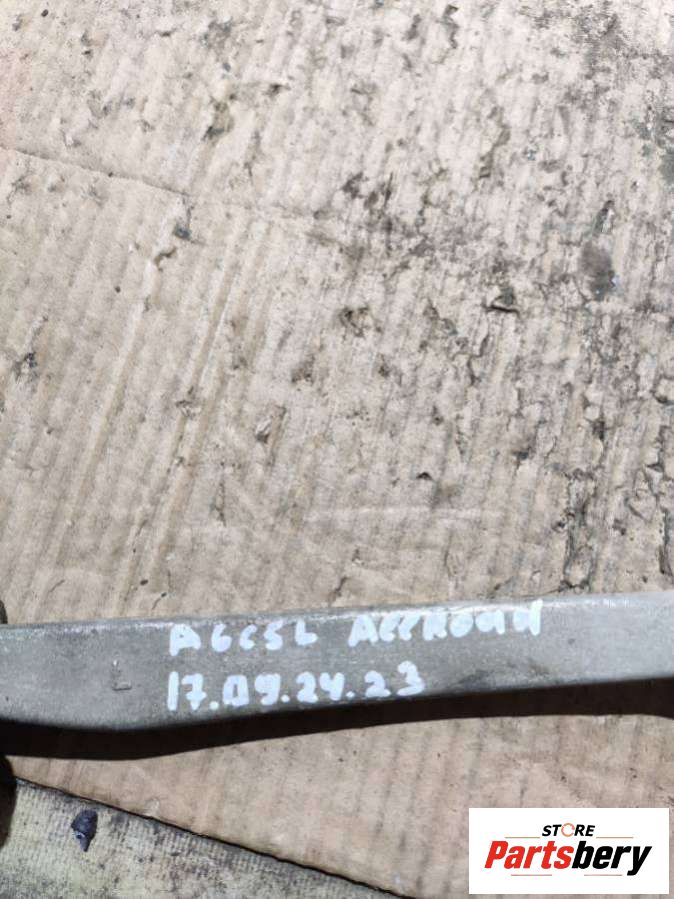 A6C5L ALLROAD
17.09.24.23
STORE
Partsbery